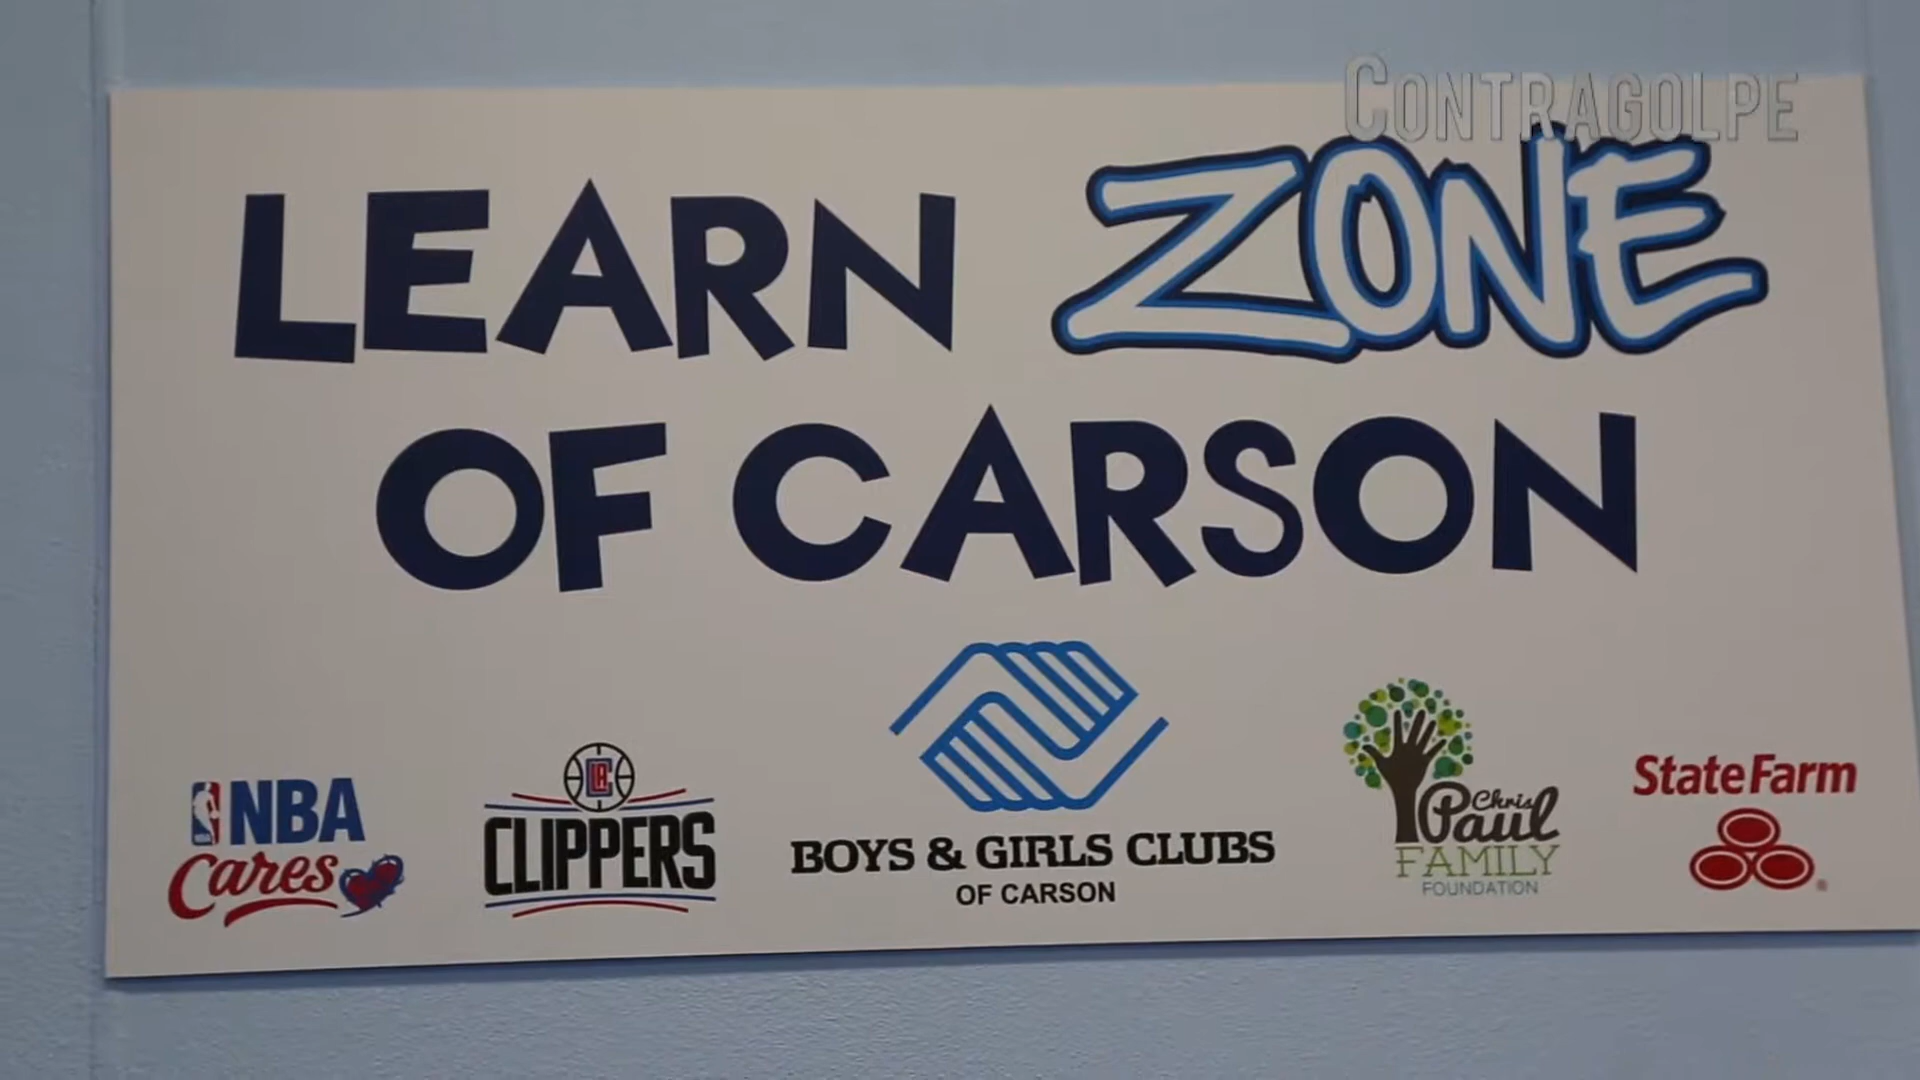 CONTRAGOLPE
LEARN ZONE
OF CARSON
NBA
Cares
LAC
CLIPPERS
BOYS & GIRLS CLUBS
OF CARSON
Chris
Paul
FAMILY
FOUNDATION
State Farm